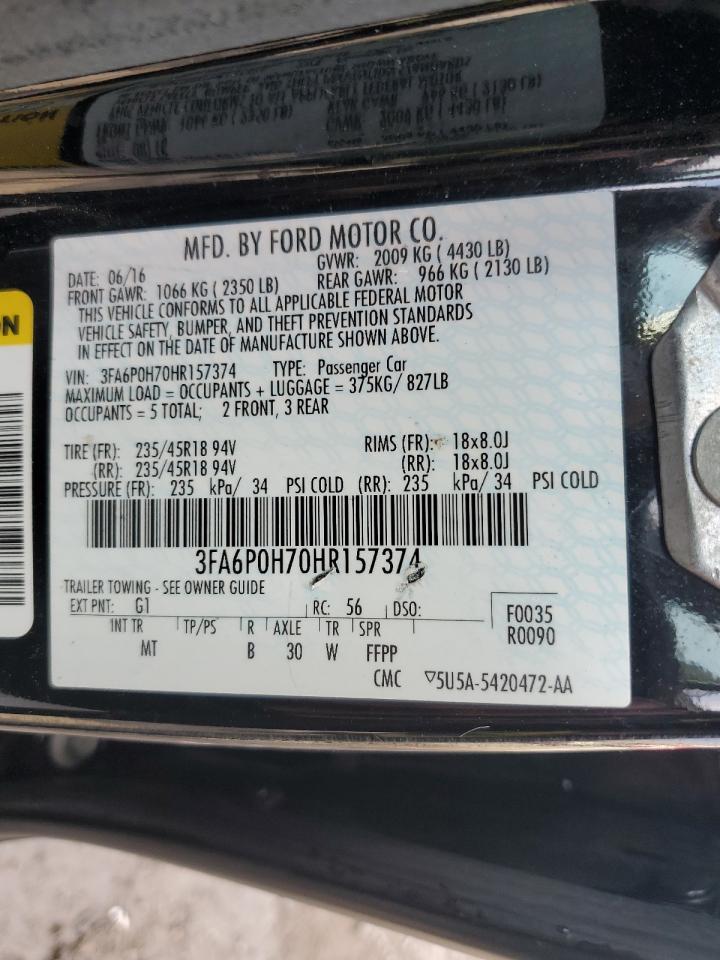 MFD. BY FORD MOTOR CO.
DATE: 06/16 GVWR: 2009 KG ( 4430 LB)
FRONT GAWR: 1066 KG ( 2350 LB) REAR GAWR: 966 KG ( 2130 LB)
THIS VEHICLE CONFORMS TO ALL APPLICABLE FEDERAL MOTOR
VEHICLE SAFETY, BUMPER, AND THEFT PREVENTION STANDARDS
IN EFFECT ON THE DATE OF MANUFACTURE SHOWN ABOVE.
VIN: 3FA6P0H70HR157374 TYPE: Passenger Car
MAXIMUM LOAD = OCCUPANTS + LUGGAGE = 375KG/ 827LB
OCCUPANTS = 5 TOTAL; 2 FRONT, 3 REAR
TIRE (FR): 235/45R18 94V RIMS (FR): 18x8.0J
(RR): 235/45R18 94V (RR): 18x8.0J
PRESSURE (FR): 235 kPa/ 34 PSI COLD (RR): 235 kPa/ 34 PSI COLD
3FA6P0H70HR157374
TRAILER TOWING - SEE OWNER GUIDE
EXT PNT: G1 RC: 56 DSO: F0035
INT TR TP/PS R AXLE TR SPR R0090
MT B 30 W FFPP
CMC ▽5U5A-5420472-AA
ON